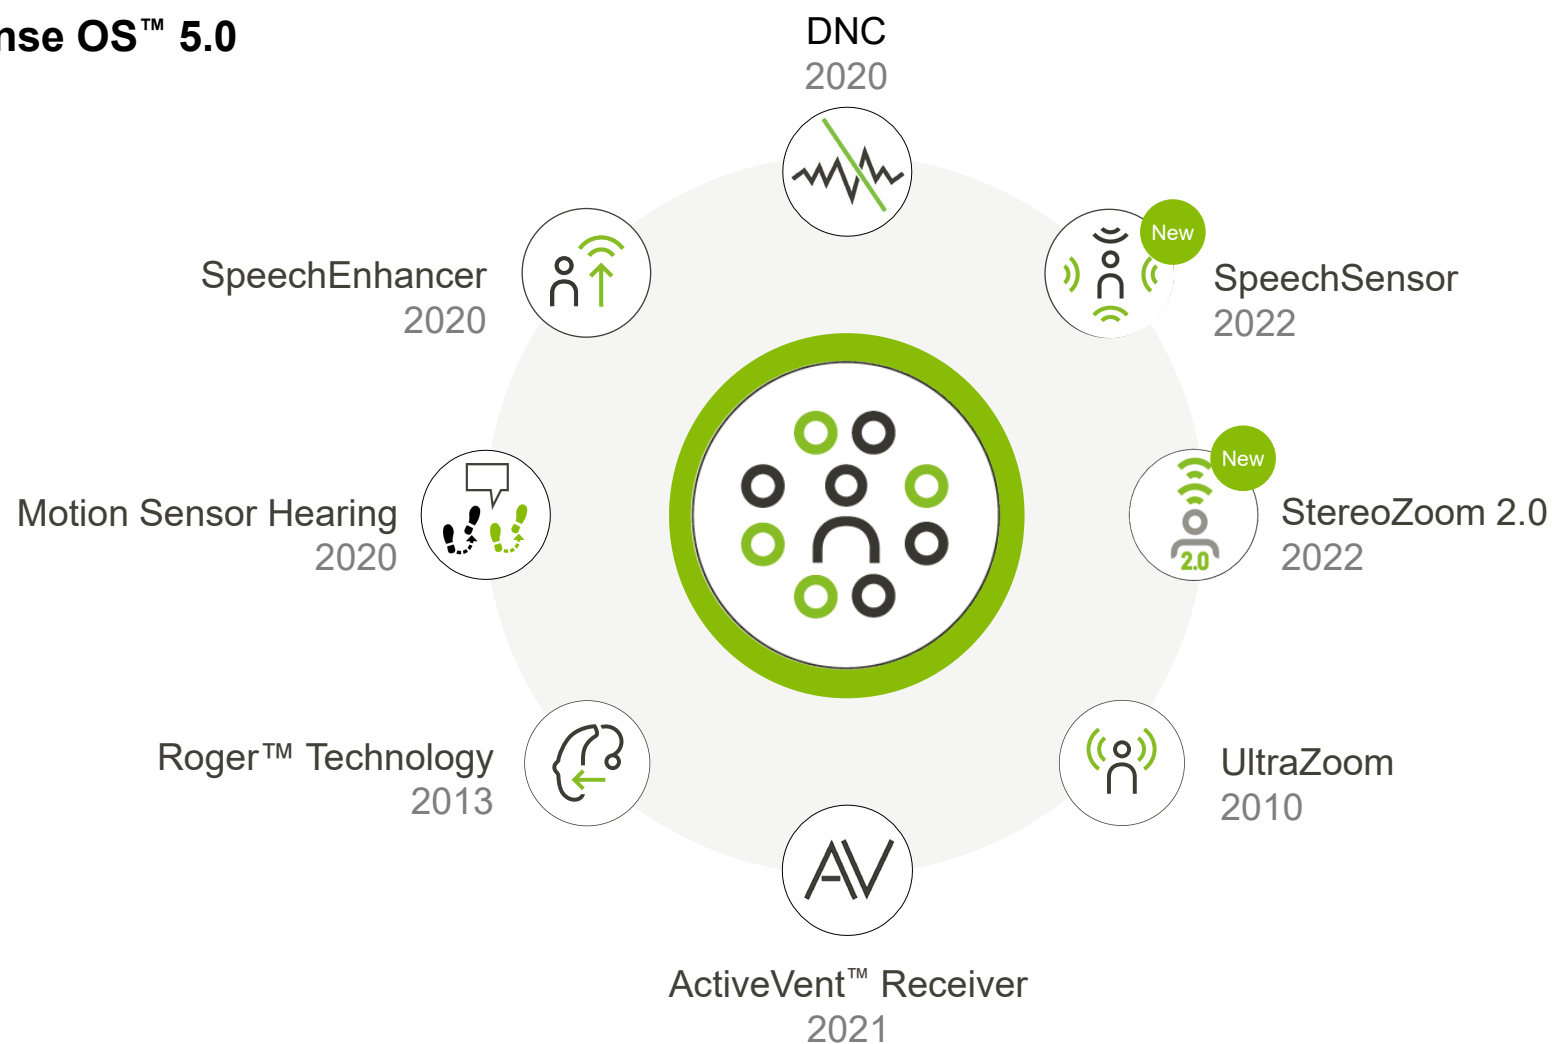 nse OS™ 5.0
DNC
2020
New
SpeechSensor
2022
New
StereoZoom 2.0
2022
2.0
UltraZoom
2010
AV
ActiveVent™ Receiver
2021
Roger™ Technology
2013
Motion Sensor Hearing
2020
SpeechEnhancer
2020